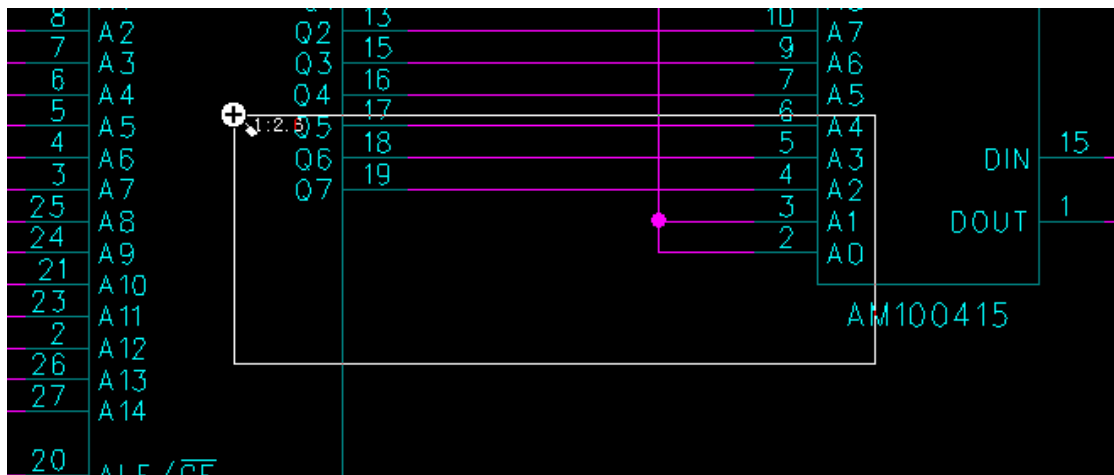 8 A2 Q2 13 10 A7
7 A3 Q3 15 9 A6
6 A4 Q4 16 7 A5
5 A5 1:2.6 Q5 17 6 A4
4 A6 Q6 18 5 A3 DIN 15
3 A7 Q7 19 4 A2
25 A8 3 A1 DOUT 1
24 A9 2 A0
21 A10
23 A11 AM100415
2 A12
26 A13
27 A14
20